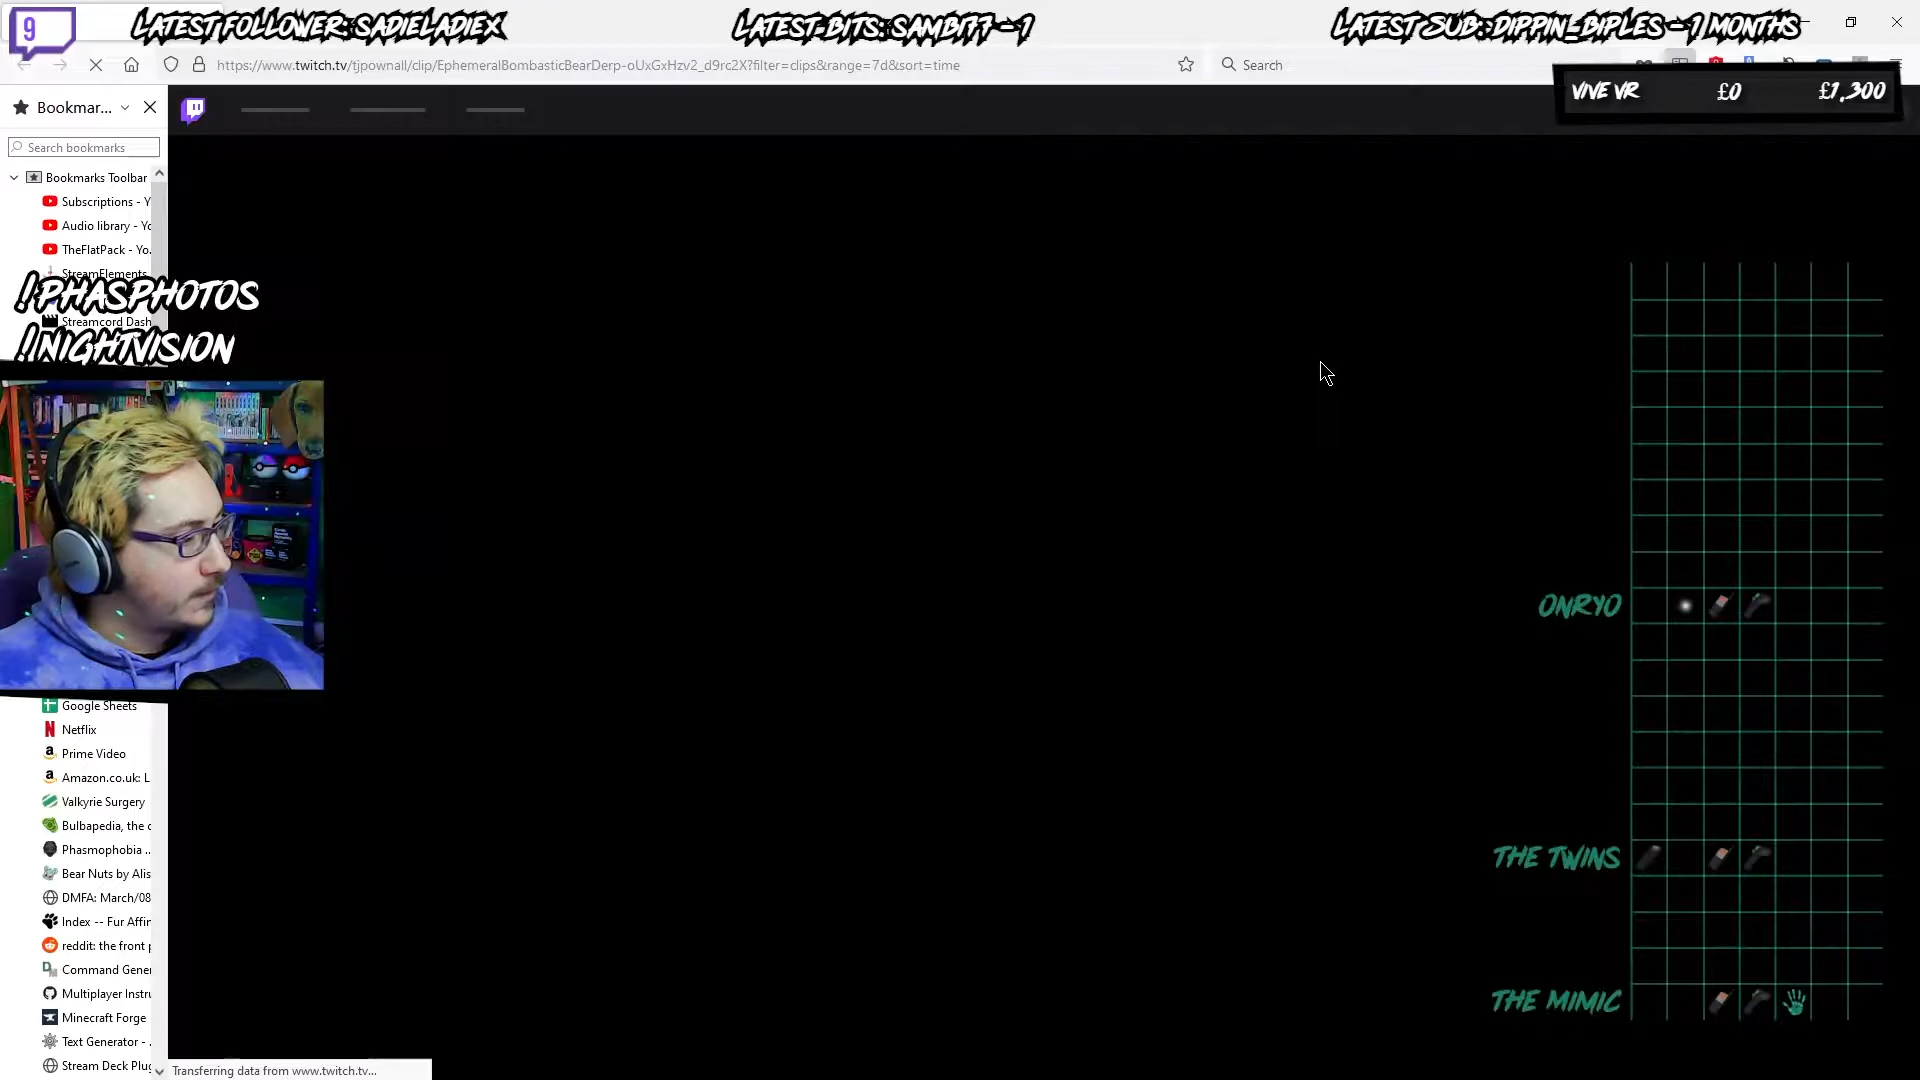 9
LATEST FOLLOWER: SADIELADIEX
LATEST BITS: SAMBI77 - 1
LATEST SUB: DIPPIN_BIPLES - 1 MONTHS
https://www.twitch.tv/tjpownall/clip/EphemeralBombasticBearDerp-oUxGxHzv2_d9rc2X?filter=clips&range=7d&sort=time
Search
VIVE VR £0 £1,300
Bookmar...
Search bookmarks
Bookmarks Toolbar
Subscriptions - Y
Audio library - Yo
TheFlatPack - Yo..
StreamElements
!PHASPHOTOS
Streamcord Dash
!NIGHTVISION
ONRYO
Google Sheets
Netflix
Prime Video
Amazon.co.uk: L
Valkyrie Surgery
Bulbapedia, the c
THE TWINS
Phasmophobia ..
Bear Nuts by Alis
DMFA: March/08
Index -- Fur Affin
reddit: the front p
Command Gener
Multiplayer Instru
THE MIMIC
Minecraft Forge
Text Generator - .
Stream Deck Plug
Transferring data from www.twitch.tv...